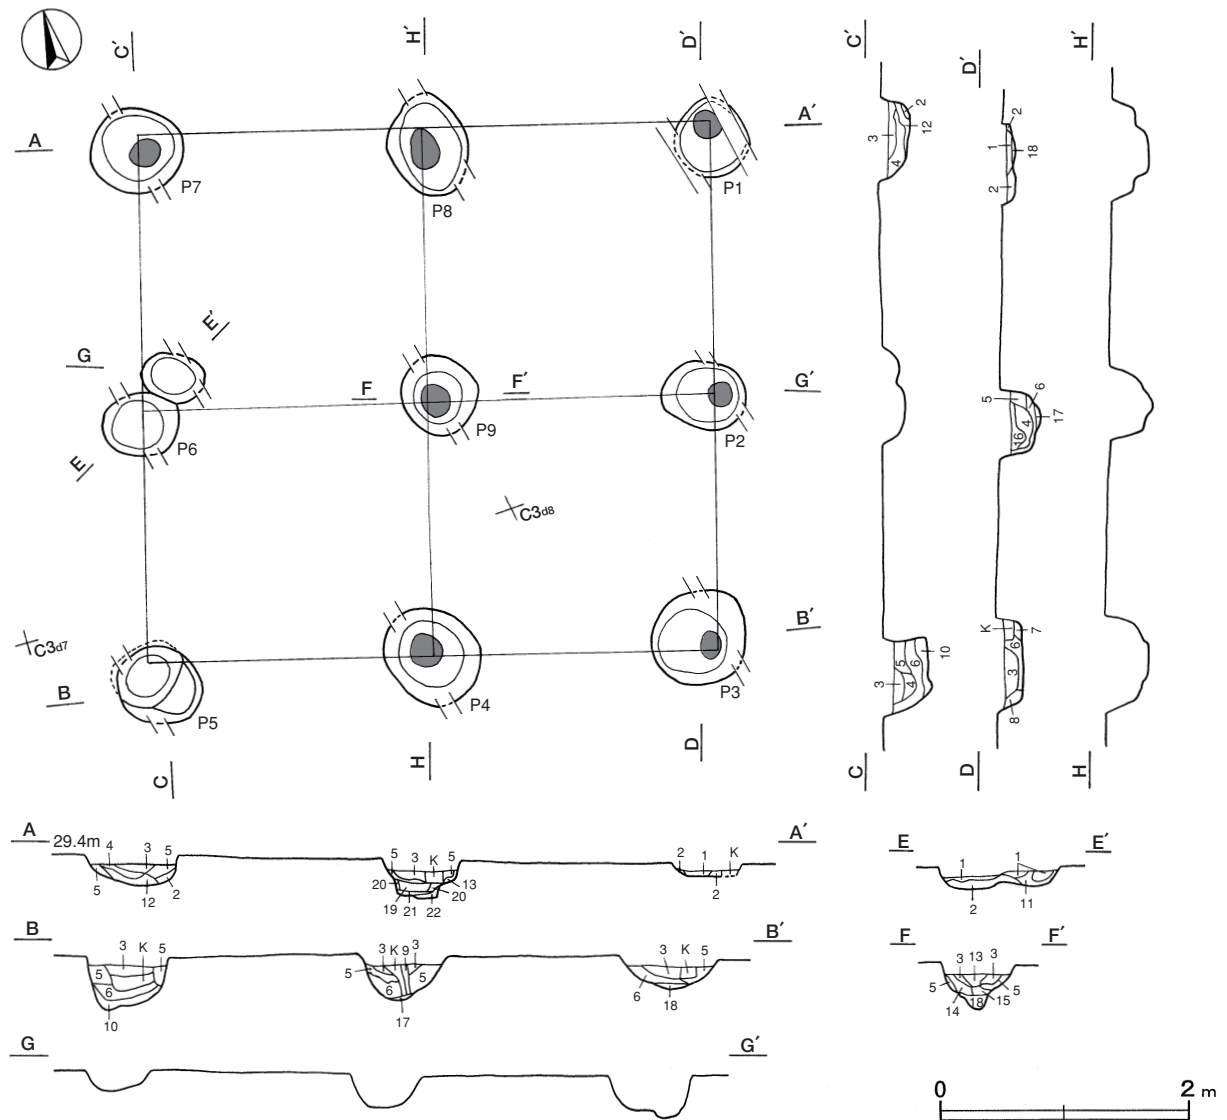 C′ H′ D′ C′ D′ H′
A A′
P7 P8 P1
2 3 12 4
2 1 18 2
E′
G F F′ G′
P6 P9 P2
E
5 6 4 17 16
C3d8
B′
C3d7
B
P5 P4 P3
10 5 6 3 4
K 7 6 3 8
C H D C D H
A 29.4m A′
4 3 5 5 12 2
5 3 K 5 20 13 20 19 21 22
2 1 K 2
E E′
1 1 2 11
B B′
3 K 5 5 6 10
3 K 9 3 5 6 5 17
3 K 5 6 18
F F′
3 13 3 5 5 14 18 15
G G′
0 2 m